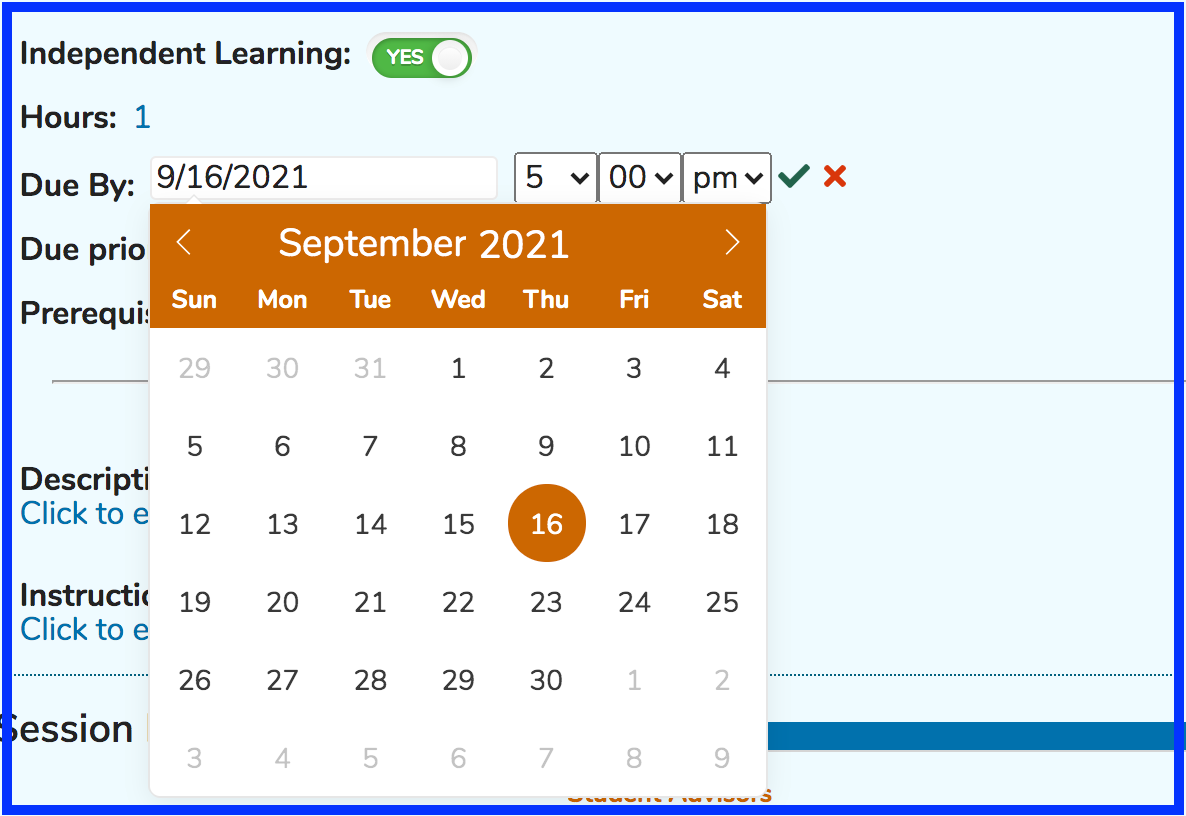 Independent Learning: YES
Hours: 1
Due By: 9/16/2021 5 00 pm
September 2021
Due prio
Sun Mon Tue Wed Thu Fri Sat
Prerequis
29 30 31 1 2 3 4
5 6 7 8 9 10 11
Descripti
Click to e
12 13 14 15 16 17 18
Instructio
19 20 21 22 23 24 25
Click to e
26 27 28 29 30 1 2
Session
3 4 5 6 7 8 9
Student Advisors